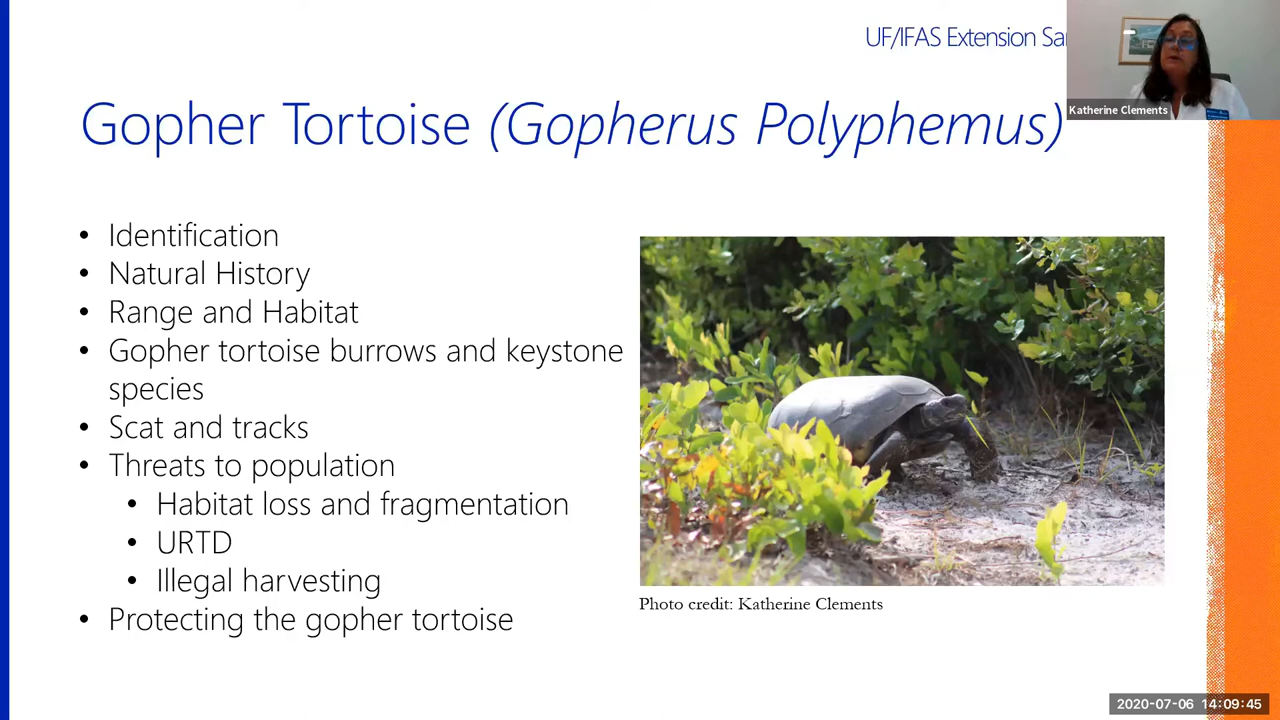 UF/IFAS Extension
Katherine Clements
Gopher Tortoise (Gopherus Polyphemus)
• Identification
• Natural History
• Range and Habitat
• Gopher tortoise burrows and keystone
species
• Scat and tracks
• Threats to population
• Habitat loss and fragmentation
• URTD
• Illegal harvesting
• Protecting the gopher tortoise
Photo credit: Katherine Clements
2020-07-06 14:09:45